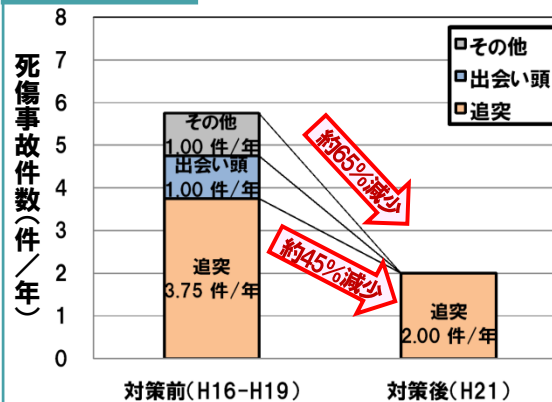 死傷事故件数(件/年)
8
7
6
5
4
3
2
1
0
その他
出会い頭
追突
その他
1.00 件/年
出会い頭
1.00 件/年
追突
3.75 件/年
約65%減少
約45%減少
追突
2.00 件/年
対策前(H16-H19)
対策後(H21)